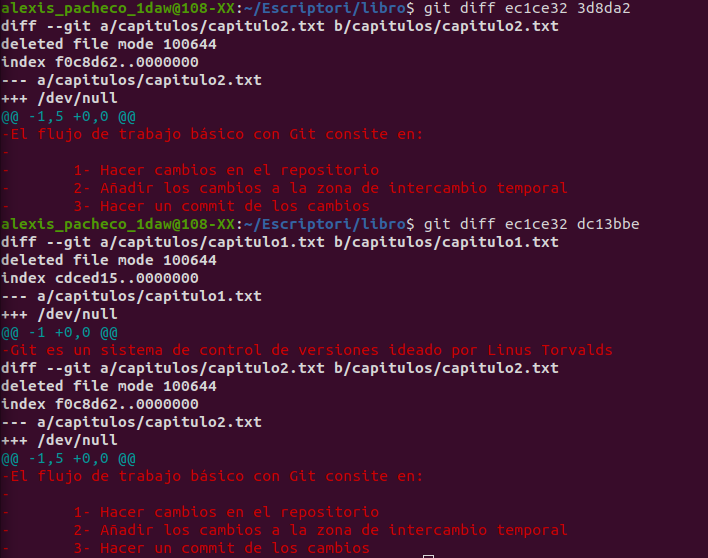 alexis_pacheco_1daw@108-XX:~/Escriptori/libro$ git diff ec1ce32 3d8da2
diff --git a/capitulos/capitulo2.txt b/capitulos/capitulo2.txt
deleted file mode 100644
index f0c8d62..0000000
--- a/capitulos/capitulo2.txt
+++ /dev/null
@@ -1,5 +0,0 @@
-El flujo de trabajo básico con Git consite en:
-
-       1- Hacer cambios en el repositorio
-       2- Añadir los cambios a la zona de intercambio temporal
-       3- Hacer un commit de los cambios
alexis_pacheco_1daw@108-XX:~/Escriptori/libro$ git diff ec1ce32 dc13bbe
diff --git a/capitulos/capitulo1.txt b/capitulos/capitulo1.txt
deleted file mode 100644
index cdced15..0000000
--- a/capitulos/capitulo1.txt
+++ /dev/null
@@ -1 +0,0 @@
-Git es un sistema de control de versiones ideado por Linus Torvalds
diff --git a/capitulos/capitulo2.txt b/capitulos/capitulo2.txt
deleted file mode 100644
index f0c8d62..0000000
--- a/capitulos/capitulo2.txt
+++ /dev/null
@@ -1,5 +0,0 @@
-El flujo de trabajo básico con Git consite en:
-
-       1- Hacer cambios en el repositorio
-       2- Añadir los cambios a la zona de intercambio temporal
-       3- Hacer un commit de los cambios